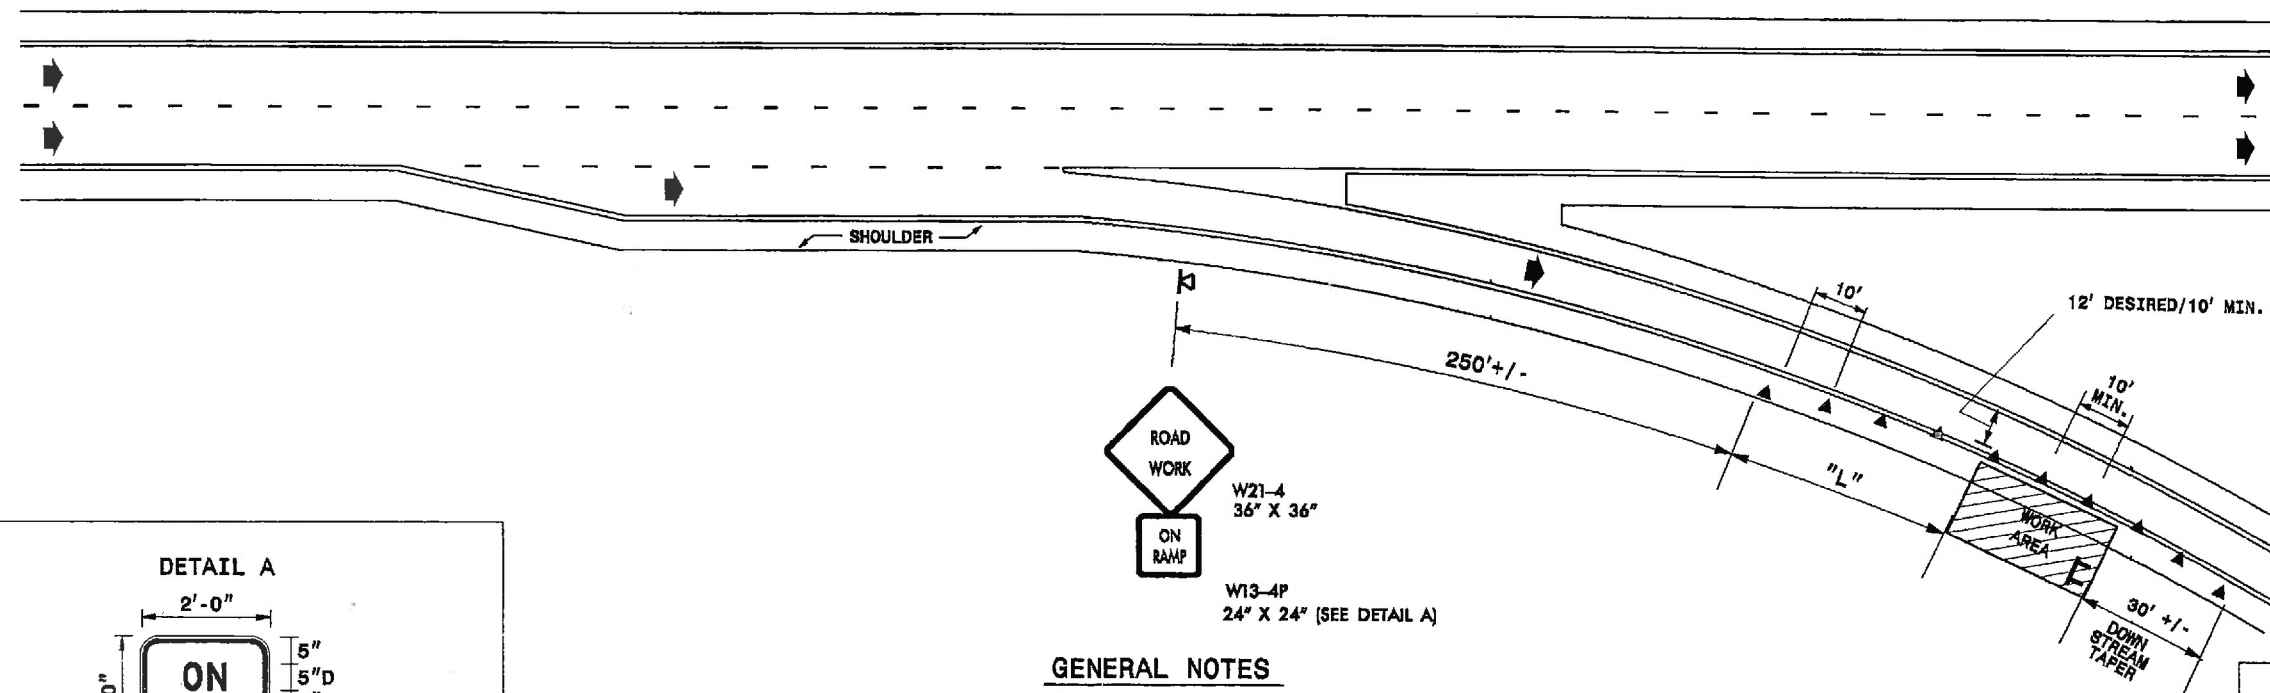 SHOULDER
10'
12' DESIRED/10' MIN.
250'+/-
10'
MIN.
"L"
ROAD
WORK
W21-4
36" X 36"
ON
RAMP
W13-4P
24" X 24" (SEE DETAIL A)
WORK
AREA
30' +/-
DOWN
STREAM
TAPER
DETAIL A
2'-0"
5"
ON
5"D
GENERAL NOTES